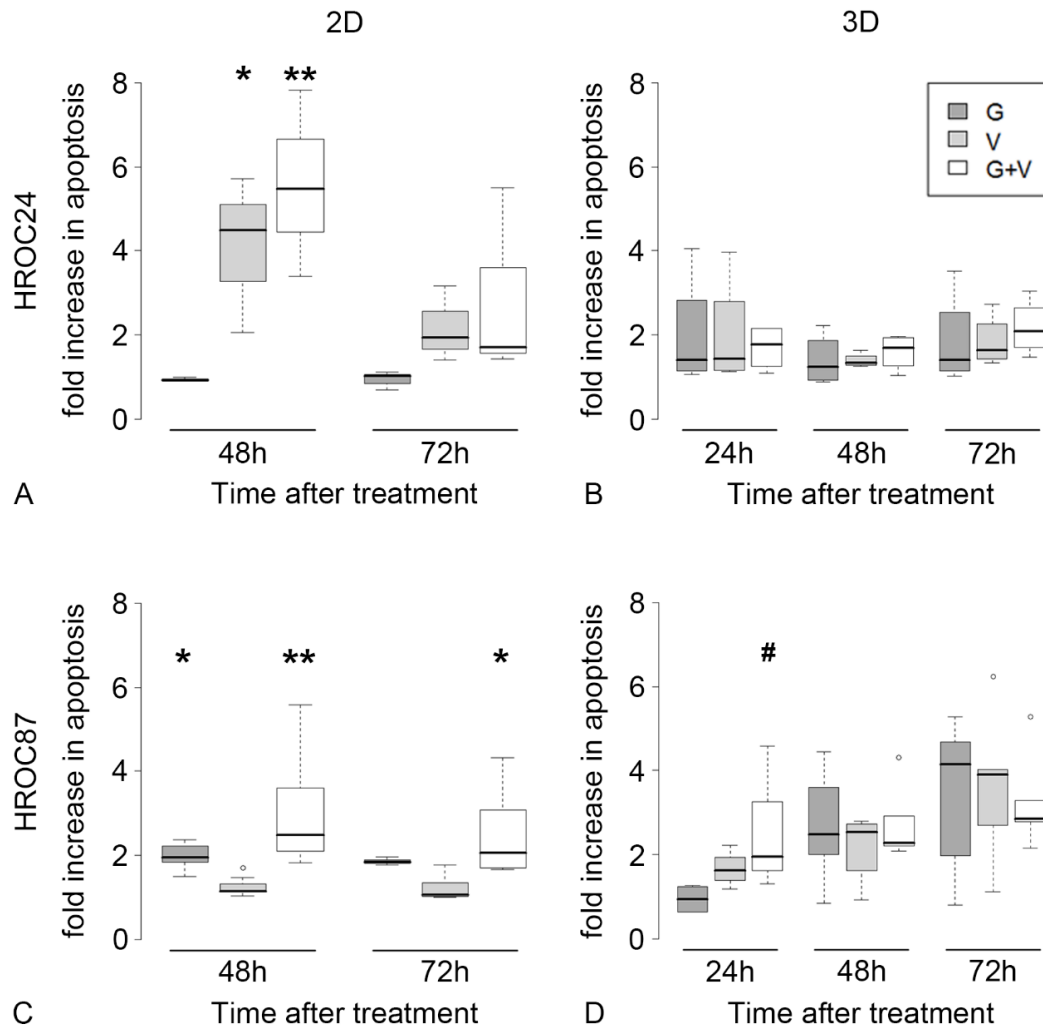 2D
3D
HROC24
fold increase in apoptosis
8
6
4
2
0
*
**
48h
72h
A
Time after treatment
fold increase in apoptosis
8
6
4
2
0
G
V
G+V
24h
48h
72h
B
Time after treatment
HROC87
fold increase in apoptosis
8
6
4
2
0
*
**
*
48h
72h
C
Time after treatment
fold increase in apoptosis
8
6
4
2
0
#
24h
48h
72h
D
Time after treatment